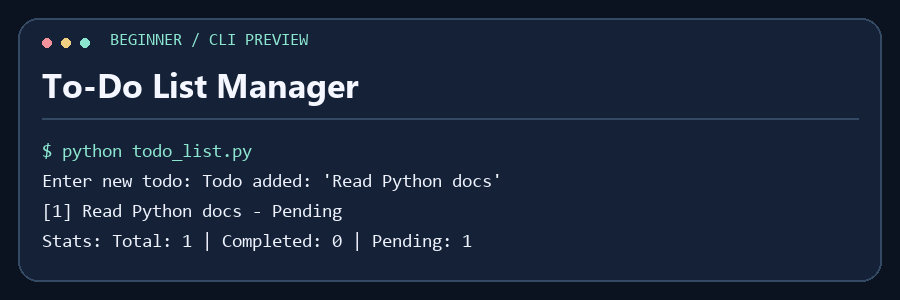 BEGINNER / CLI PREVIEW
To-Do List Manager
$ python todo_list.py
Enter new todo: Todo added: 'Read Python docs'
[1] Read Python docs - Pending
Stats: Total: 1 | Completed: 0 | Pending: 1